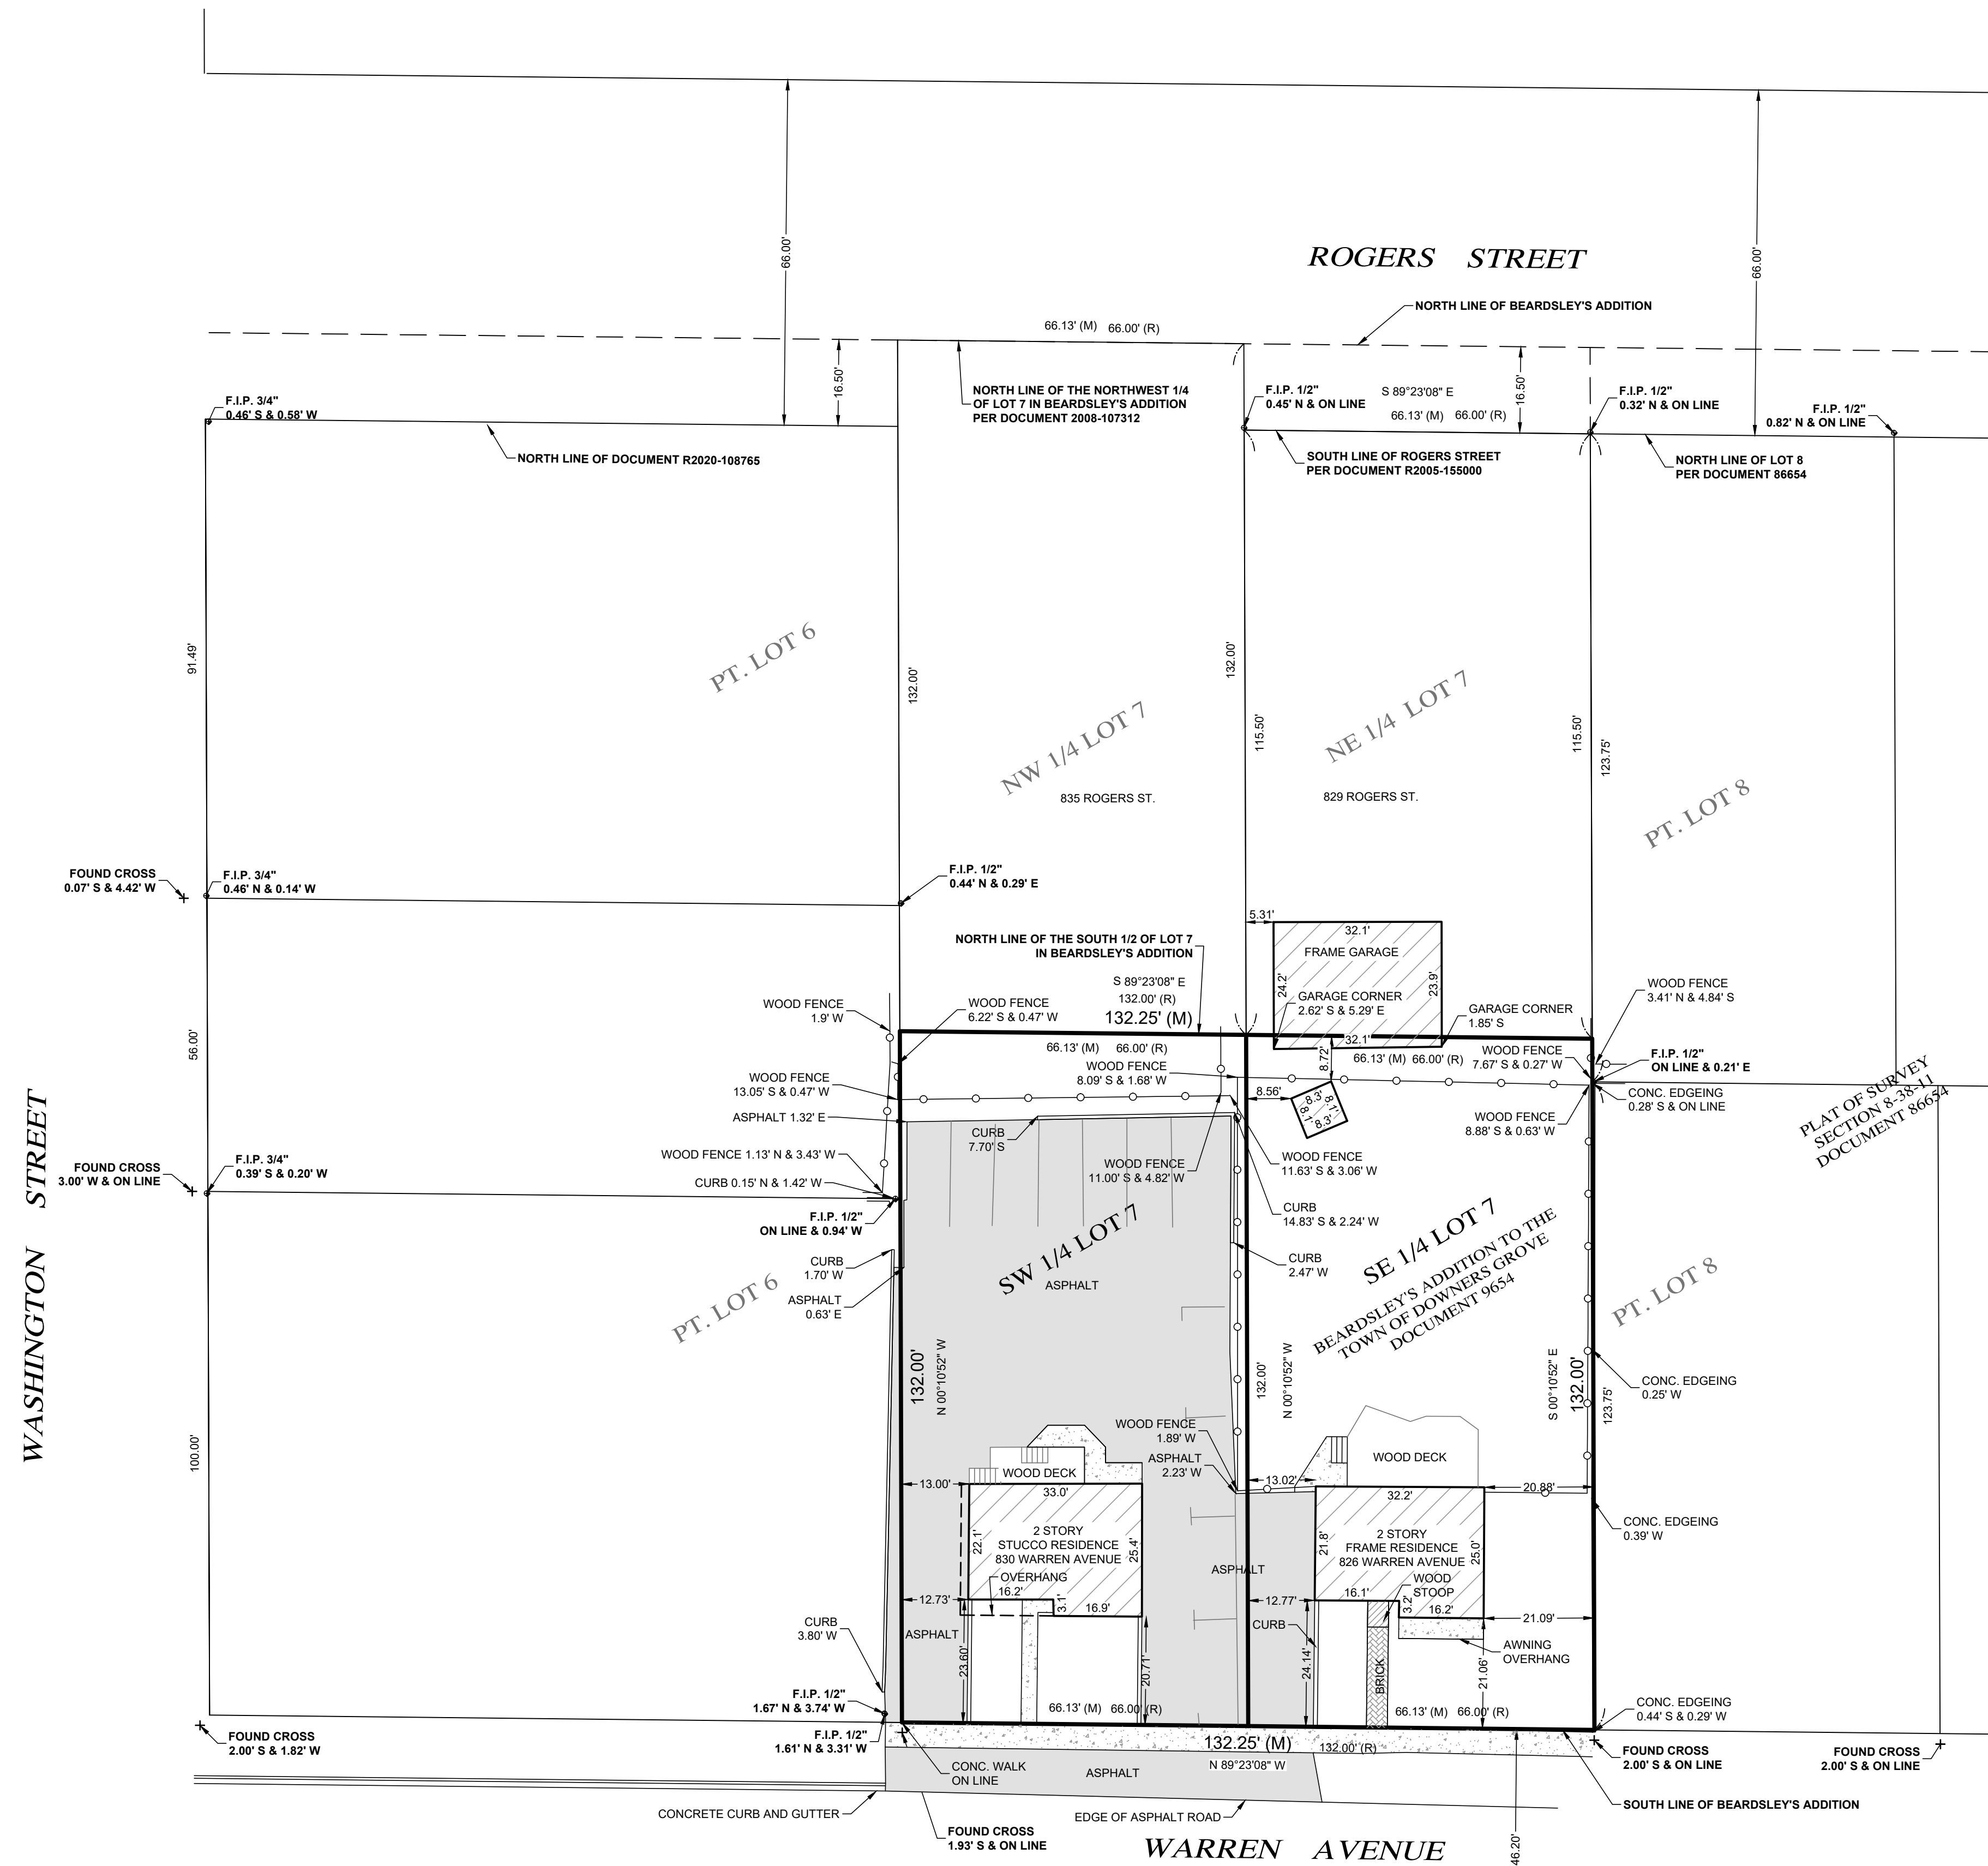 ROGERS STREET
66.00'
66.00'
NORTH LINE OF BEARDSLEY'S ADDITION
66.13' (M) 66.00' (R)
16.50'
NORTH LINE OF THE NORTHWEST 1/4
OF LOT 7 IN BEARDSLEY'S ADDITION
PER DOCUMENT 2008-107312
F.I.P. 1/2"
0.45' N & ON LINE
S 89°23'08" E
66.13' (M) 66.00' (R)
16.50'
F.I.P. 1/2"
0.32' N & ON LINE
F.I.P. 1/2"
0.82' N & ON LINE
F.I.P. 3/4"
0.46' S & 0.58' W
NORTH LINE OF DOCUMENT R2020-108765
SOUTH LINE OF ROGERS STREET
PER DOCUMENT R2005-155000
NORTH LINE OF LOT 8
PER DOCUMENT 86654
91.49'
PT. LOT 6
132.00'
132.00'
NW 1/4 LOT 7
NE 1/4 LOT 7
115.50'
115.50'
123.75'
835 ROGERS ST.
829 ROGERS ST.
PT. LOT 8
FOUND CROSS
0.07' S & 4.42' W
F.I.P. 3/4"
0.46' N & 0.14' W
F.I.P. 1/2"
0.44' N & 0.29' E
5.31'
32.1'
FRAME GARAGE
24.2'
23.9'
GARAGE CORNER
2.62' S & 5.29' E
GARAGE CORNER
1.85' S
32.1'
NORTH LINE OF THE SOUTH 1/2 OF LOT 7
IN BEARDSLEY'S ADDITION
S 89°23'08" E
132.00' (R)
132.25' (M)
WOOD FENCE
3.41' N & 4.84' S
WOOD FENCE
1.9' W
WOOD FENCE
6.22' S & 0.47' W
56.00'
66.13' (M) 66.00' (R)
8.72'
66.13' (M) 66.00' (R)
WOOD FENCE
7.67' S & 0.27' W
F.I.P. 1/2"
ON LINE & 0.21' E
WOOD FENCE
13.05' S & 0.47' W
WOOD FENCE
8.09' S & 1.68' W
8.56'
8.3'
8.1'
8.1'
8.3'
CONC. EDGEING
0.28' S & ON LINE
PLAT OF SURVEY
SECTION 8-38-11
DOCUMENT 86654
ASPHALT 1.32' E
CURB
7.70' S
WOOD FENCE
8.88' S & 0.63' W
WOOD FENCE 1.13' N & 3.43' W
WOOD FENCE
11.00' S & 4.82' W
WOOD FENCE
11.63' S & 3.06' W
FOUND CROSS
3.00' W & ON LINE
F.I.P. 3/4"
0.39' S & 0.20' W
CURB 0.15' N & 1.42' W
F.I.P. 1/2"
ON LINE & 0.94' W
CURB
14.83' S & 2.24' W
WASHINGTON STREET
CURB
1.70' W
ASPHALT
0.63' E
PT. LOT 6
SW 1/4 LOT 7
ASPHALT
CURB
2.47' W
SE 1/4 LOT 7
BEARDSLEY'S ADDITION TO THE
TOWN OF DOWNERS GROVE
DOCUMENT 9654
PT. LOT 8
100.00'
132.00'
N 00°10'52" W
132.00'
N 00°10'52" W
S 00°10'52" E
132.00'
123.75'
CONC. EDGEING
0.25' W
WOOD FENCE
1.89' W
ASPHALT
2.23' W
WOOD DECK
WOOD DECK
13.00'
33.0'
13.02'
32.2'
20.88'
CONC. EDGEING
0.39' W
22.1'
2 STORY
STUCCO RESIDENCE
830 WARREN AVENUE
25.4'
OVERHANG
16.2'
3.1'
16.9'
ASPHALT
21.8'
2 STORY
FRAME RESIDENCE
826 WARREN AVENUE
25.0'
WOOD
STOOP
16.1'
3.2'
16.2'
12.73'
12.77'
21.09'
CURB
3.80' W
ASPHALT
23.60'
20.71'
CURB
24.14'
BRICK
21.06'
AWNING
OVERHANG
F.I.P. 1/2"
1.67' N & 3.74' W
66.13' (M) 66.00' (R)
66.13' (M) 66.00' (R)
CONC. EDGEING
0.44' S & 0.29' W
FOUND CROSS
2.00' S & 1.82' W
F.I.P. 1/2"
1.61' N & 3.31' W
132.25' (M)
132.00' (R)
N 89°23'08" W
CONC. WALK
ON LINE
ASPHALT
FOUND CROSS
2.00' S & ON LINE
FOUND CROSS
2.00' S & ON LINE
CONCRETE CURB AND GUTTER
EDGE OF ASPHALT ROAD
SOUTH LINE OF BEARDSLEY'S ADDITION
FOUND CROSS
1.93' S & ON LINE
WARREN AVENUE
46.20'